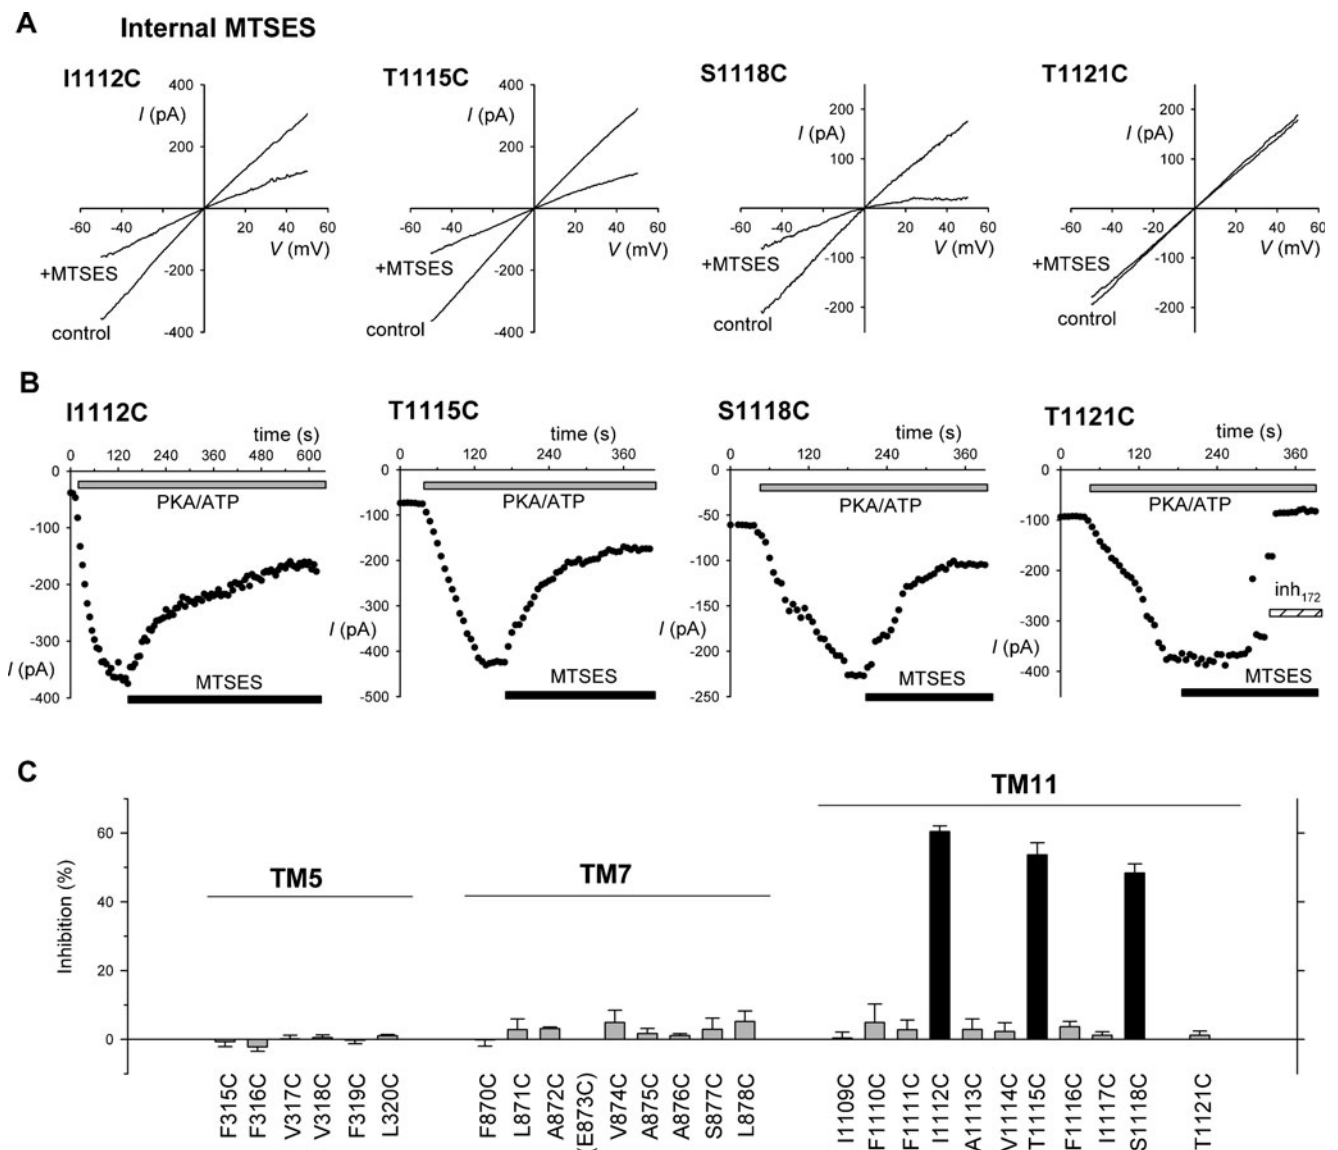 A
Internal MTSES
I1112C
T1115C
S1118C
T1121C
400
400
I (pA)
I (pA)
I (pA)
I (pA)
200
200
200
200
100
100
-60 -40 -20 20 40 60
-60 -40 -20 20 40 60
-60 -40 -20 20 40 60
-60 -40 -20 20 40 60
V (mV)
V (mV)
V (mV)
V (mV)
+MTSES
+MTSES
+MTSES
+MTSES
-200
-200
-100
-100
control
control
control
control
-400
-400
-200
-200
B
I1112C
T1115C
S1118C
T1121C
time (s)
time (s)
time (s)
time (s)
0 120 240 360 480 600
0 120 240 360
0 120 240 360
0 120 240 360
0
0
0
0
PKA/ATP
PKA/ATP
PKA/ATP
PKA/ATP
-100
-200
-300
-400
I (pA)
MTSES
-100
-200
-300
-400
-500
I (pA)
MTSES
-50
-100
-150
-200
-250
I (pA)
MTSES
-100
-200
-300
-400
I (pA)
inh172
MTSES
C
TM5
TM7
TM11
Inhibition (%)
60
40
20
0
F315C
F316C
V317C
V318C
F319C
L320C
F870C
L871C
A872C
(E873C)
V874C
A875C
A876C
S877C
L878C
I1109C
F1110C
F1111C
I1112C
A1113C
V1114C
T1115C
F1116C
I1117C
S1118C
T1121C